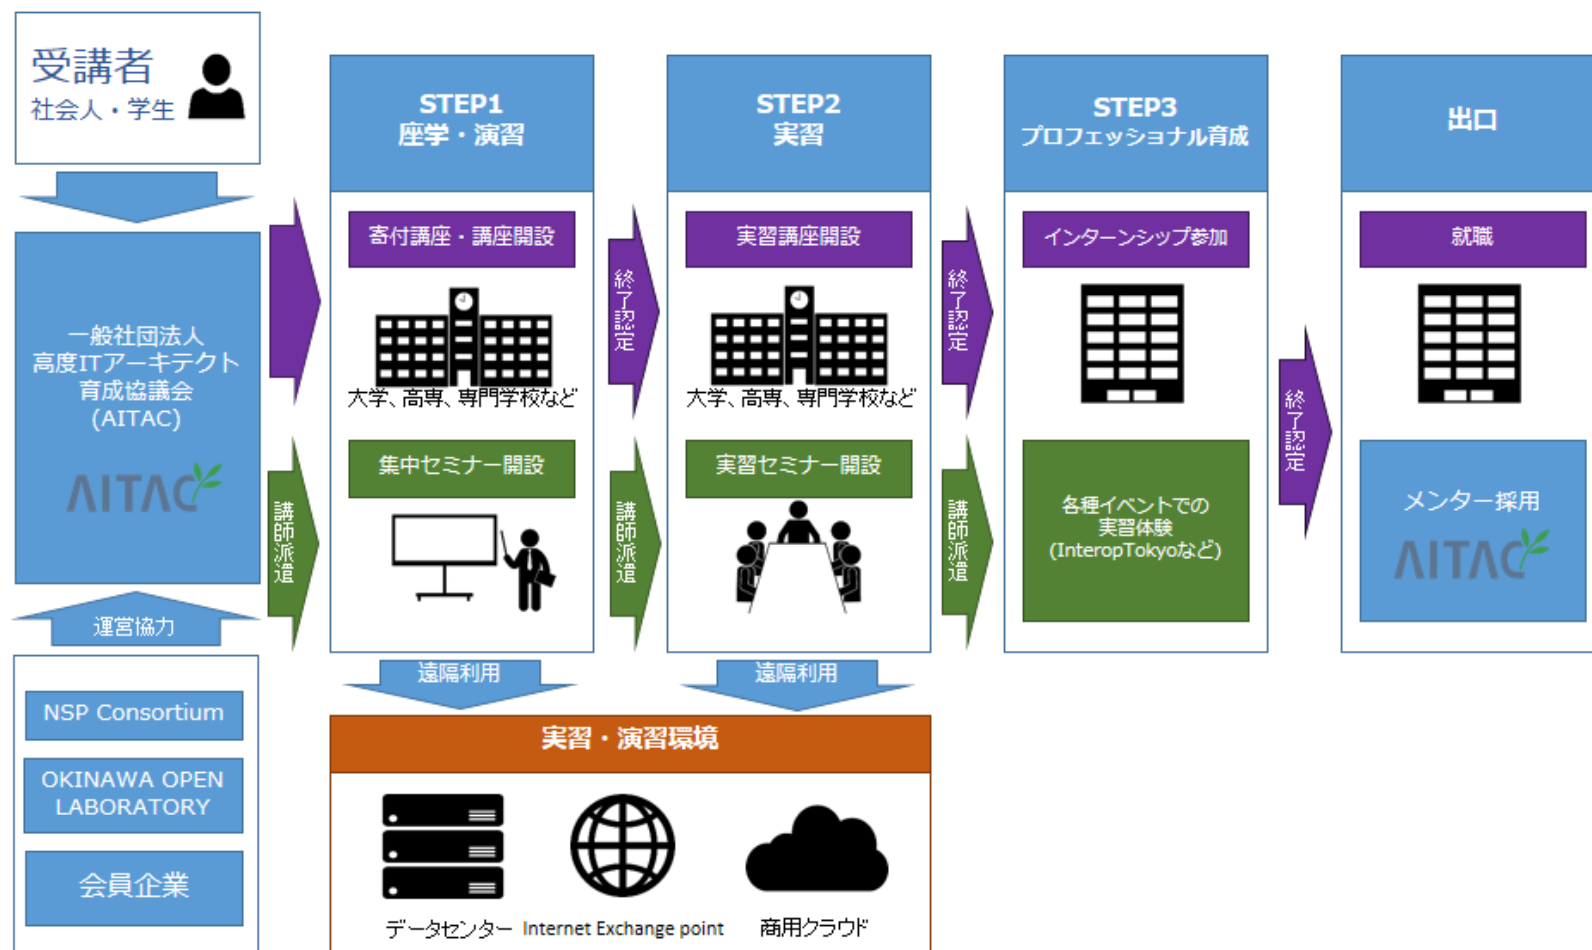 受講者
社会人・学生
一般社団法人
高度ITアーキテクト
育成協議会
(AITAC)
AITAC
運営協力
NSP Consortium
OKINAWA OPEN
LABORATORY
会員企業
講師派遣
STEP1
座学・演習
寄付講座・講座開設
大学、高専、専門学校など
集中セミナー開設
終了認定
講師派遣
STEP2
実習
実習講座開設
大学、高専、専門学校など
実習セミナー開設
終了認定
講師派遣
STEP3
プロフェッショナル育成
インターンシップ参加
各種イベントでの
実習体験
(InteropTokyoなど)
終了認定
出口
就職
メンター採用
AITAC
遠隔利用
遠隔利用
実習・演習環境
データセンター
Internet Exchange point
商用クラウド